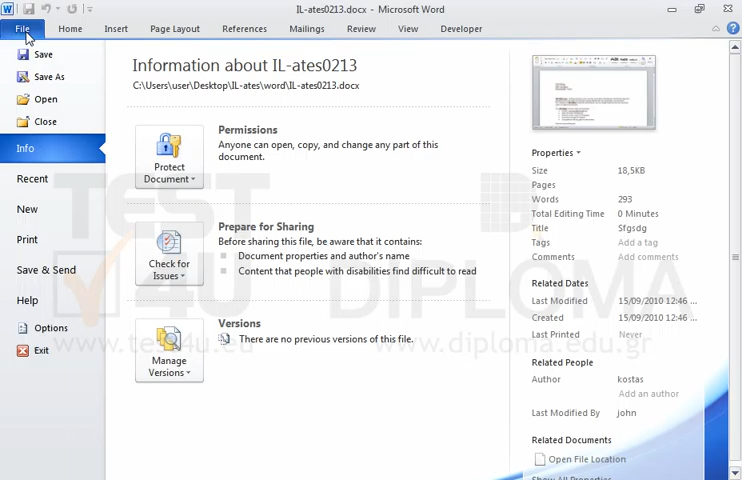 IL-ates0213.docx - Microsoft Word
File Home Insert Page Layout References Mailings Review View Developer
Save
Save As
Open
Close
Info
Recent
New
Print
Save & Send
Help
Options
Exit
Information about IL-ates0213
C:\Users\user\Desktop\IL-ates\word\IL-ates0213.docx
Protect
Document
Permissions
Anyone can open, copy, and change any part of this
document.
Check for
Issues
Prepare for Sharing
Before sharing this file, be aware that it contains:
Document properties and author's name
Content that people with disabilities find difficult to read
Manage
Versions
Versions
There are no previous versions of this file.
Properties
Size 18,5KB
Pages
Words 293
Total Editing Time 0 Minutes
Title Sfgsdg
Tags Add a tag
Comments Add comments
Related Dates
Last Modified 15/09/2010 12:46 ...
Created 15/09/2010 12:46 ...
Last Printed Never
Related People
Author kostas
Add an author
Last Modified By john
Related Documents
Open File Location
Show All Properties
TEST
4U
DIPLOMA
www.test4u.eu
www.diploma.edu.gr